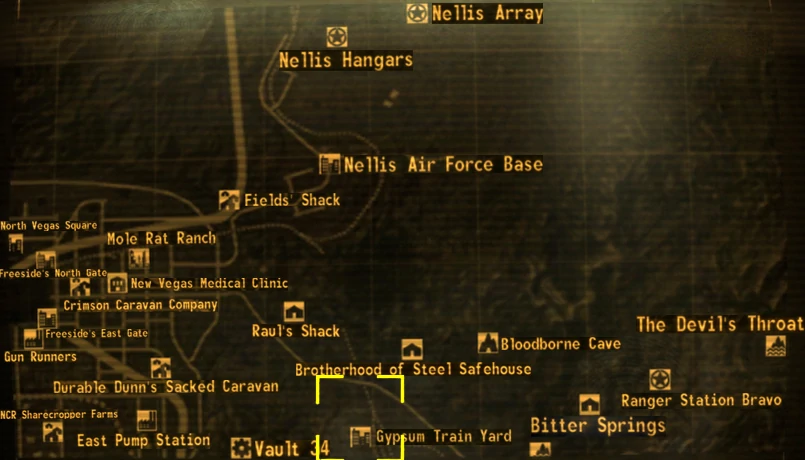 Nellis Array
Nellis Hangars
Nellis Air Force Base
Fields' Shack
North Vegas Square
Mole Rat Ranch
Freeside's North Gate
New Vegas Medical Clinic
Crimson Caravan Company
Raul's Shack
The Devil's Throat
Freeside's East Gate
Bloodborne Cave
Gun Runners
Brotherhood of Steel Safehouse
Durable Dunn's Sacked Caravan
Ranger Station Bravo
NCR Sharecropper Farms
Bitter Springs
East Pump Station
Gypsum Train Yard
Vault 34